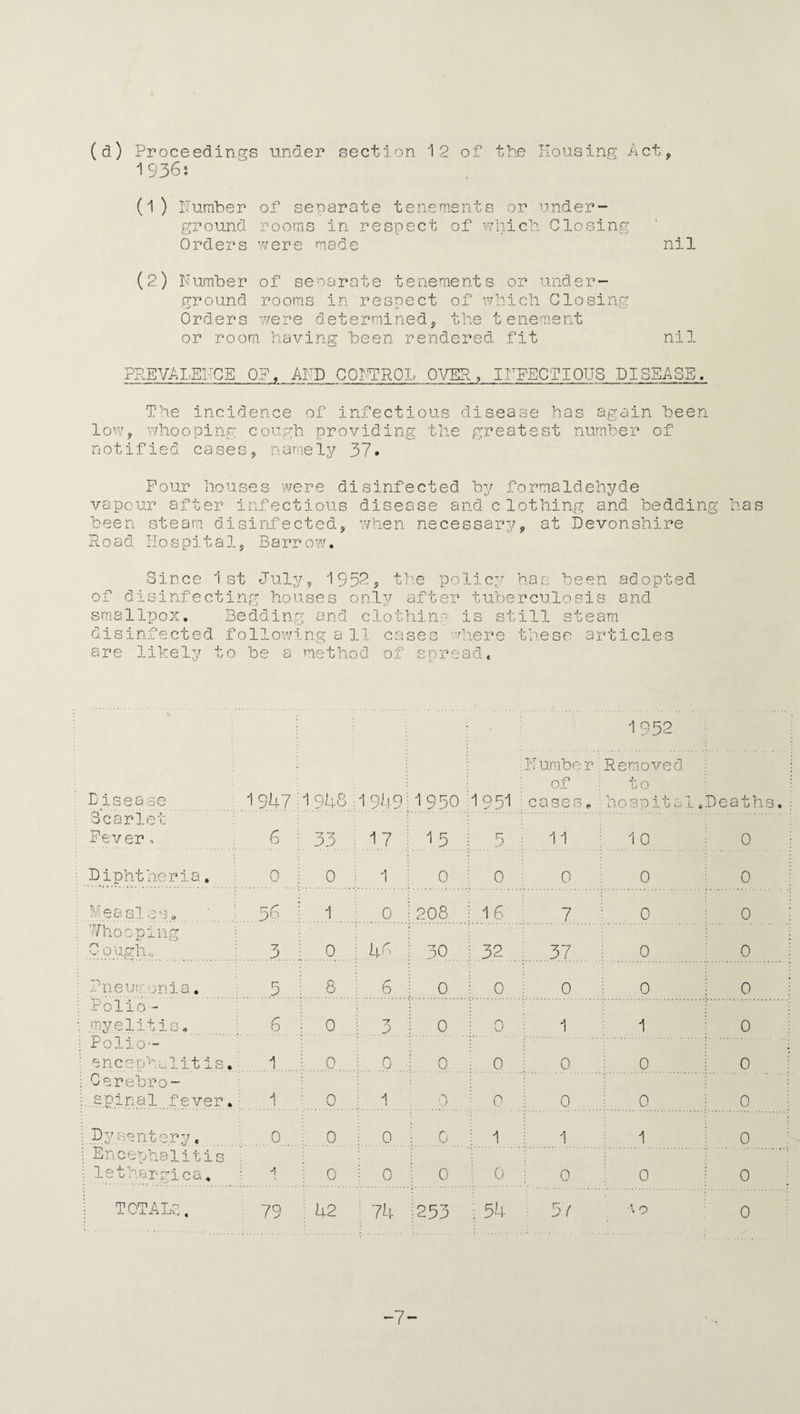 (d) Proceedings under section 12 of the Housing Act,
1936:
(1) Number of separate tenements or under-
ground rooms in respect of which Closing
Orders were made nil
(2) Number of separate tenements or under-
ground rooms in respect of which Closing
Orders were determined, the tenement
or room having been rendered fit nil
PREVALENCE OF, AND CONTROL OVER, INFECTIOUS DISEASE.
The incidence of infectious disease has again been
low, whooping cough providing the greatest number of
notified cases, namely 37.
Four houses were disinfected by formaldehyde
vapour after infectious disease and clothing and bedding has
been steam disinfected, when necessary, at Devonshire
Road Hospital, Barrow.
Since 1st July, 1952, the policy has been adopted
of disinfecting houses only after tuberculosis and
smallpox. Bedding and clothing is still steam
disinfected following all cases where these articles
are likely to be a method of spread.
1952
Number Removed
of to
Disease 1947 1948 1949 1950 1951 cases. hospital. Deaths.
Scarlet
Fever. 6 33 17 15 5 11 10 0
Diphtheria. 0 0 1 0 0 0 0 0
Measles. 56 1 0 208 16 7 0 0
Whooping
Cough. 3 0 46 30 32 37 0 0
Pneumonia. 5 8 6 0 0 0 0 0
Polio-
myelitis. 6 0 3 0 0 1 1 0
Polio-
encephalitis. 1 0 0 0 0 0 0 0
Cerebro-
spinal fever. 1 0 1 0 0 0 0 0
Dysentery. 0 0 0 0 1 1 1 0
Encephalitis
lethargica. 1 0 0 0 0 0 0 0
TOTALS. 79 42 74 253 54 57 0
-7-